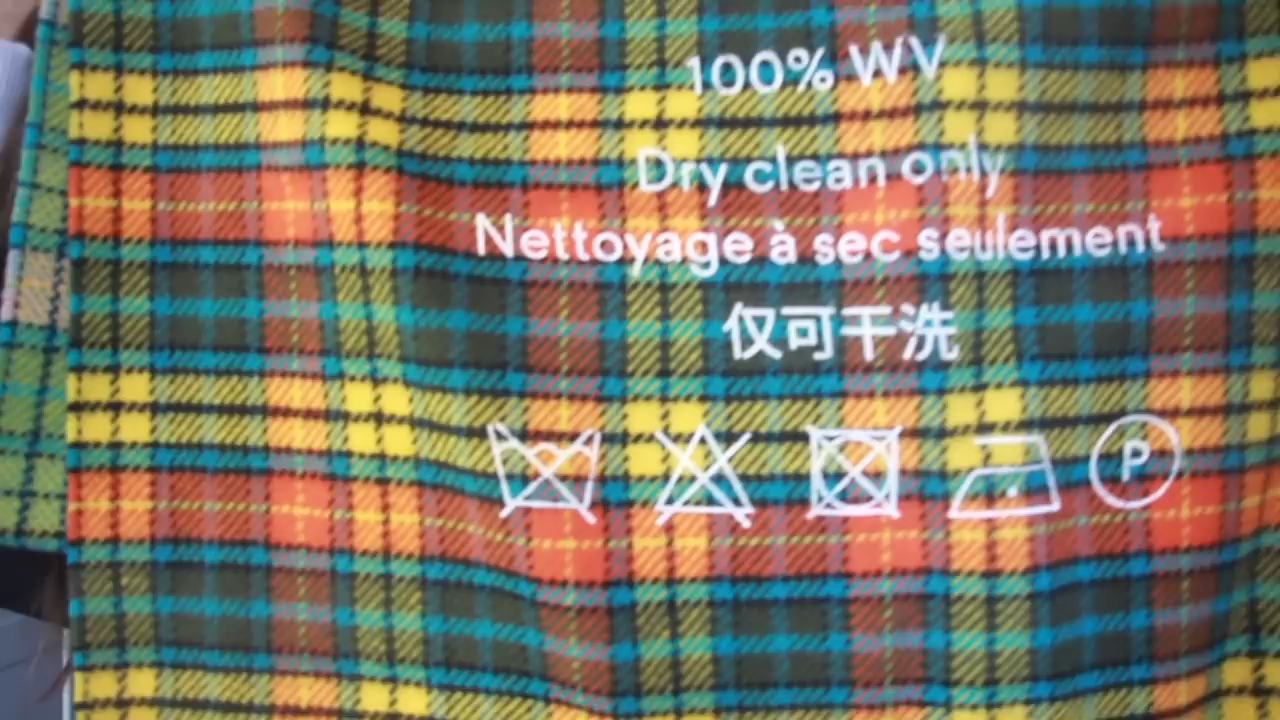 100% WV
Dry clean only
Nettoyage à sec seulement
仅可干洗
P